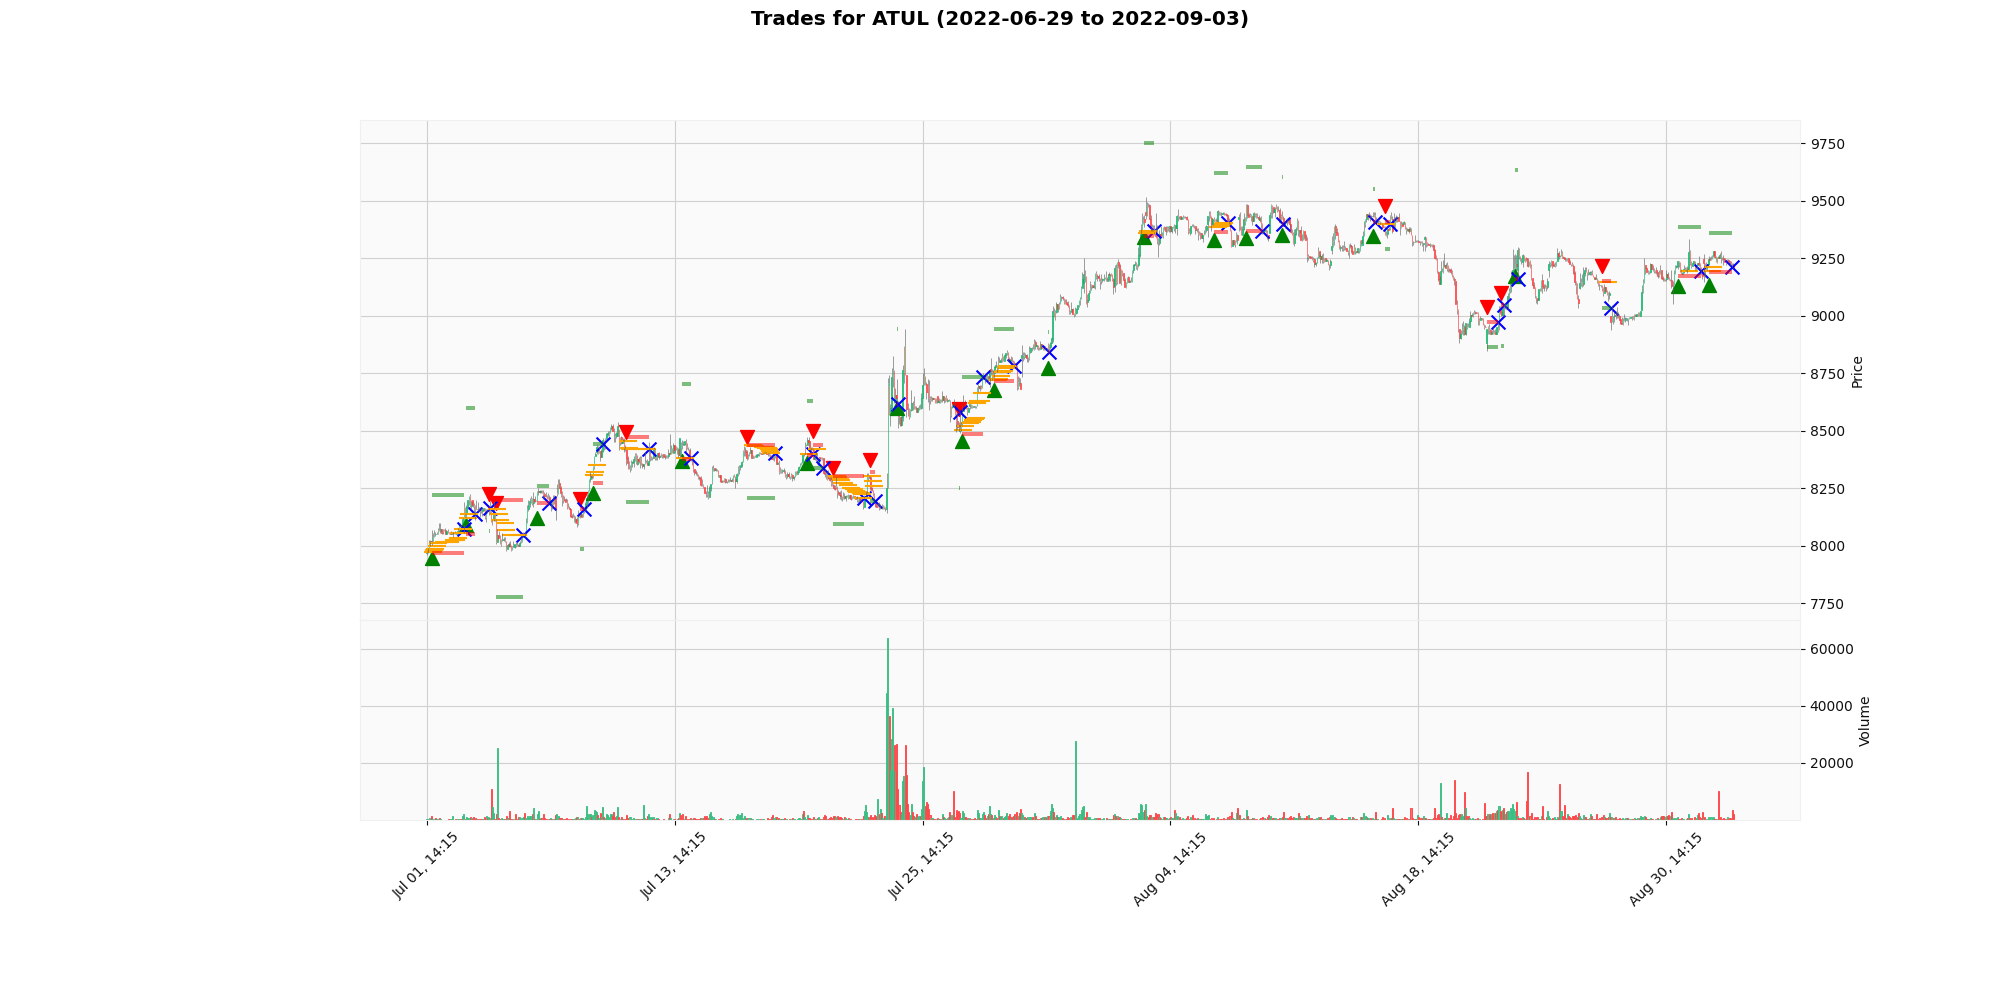 Trades for ATUL (2022-06-29 to 2022-09-03)
9750
9500
9250
9000
8750
8500
8250
8000
7750
Price
60000
40000
20000
Volume
Jul 01, 14:15
Jul 13, 14:15
Jul 25, 14:15
Aug 04, 14:15
Aug 18, 14:15
Aug 30, 14:15